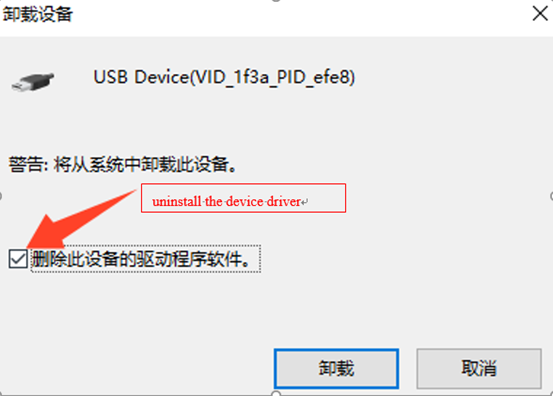 卸载设备
USB Device(VID_1f3a_PID_efe8)
警告: 将从系统中卸载此设备。
uninstall the device driver
删除此设备的驱动程序软件。
卸载
取消